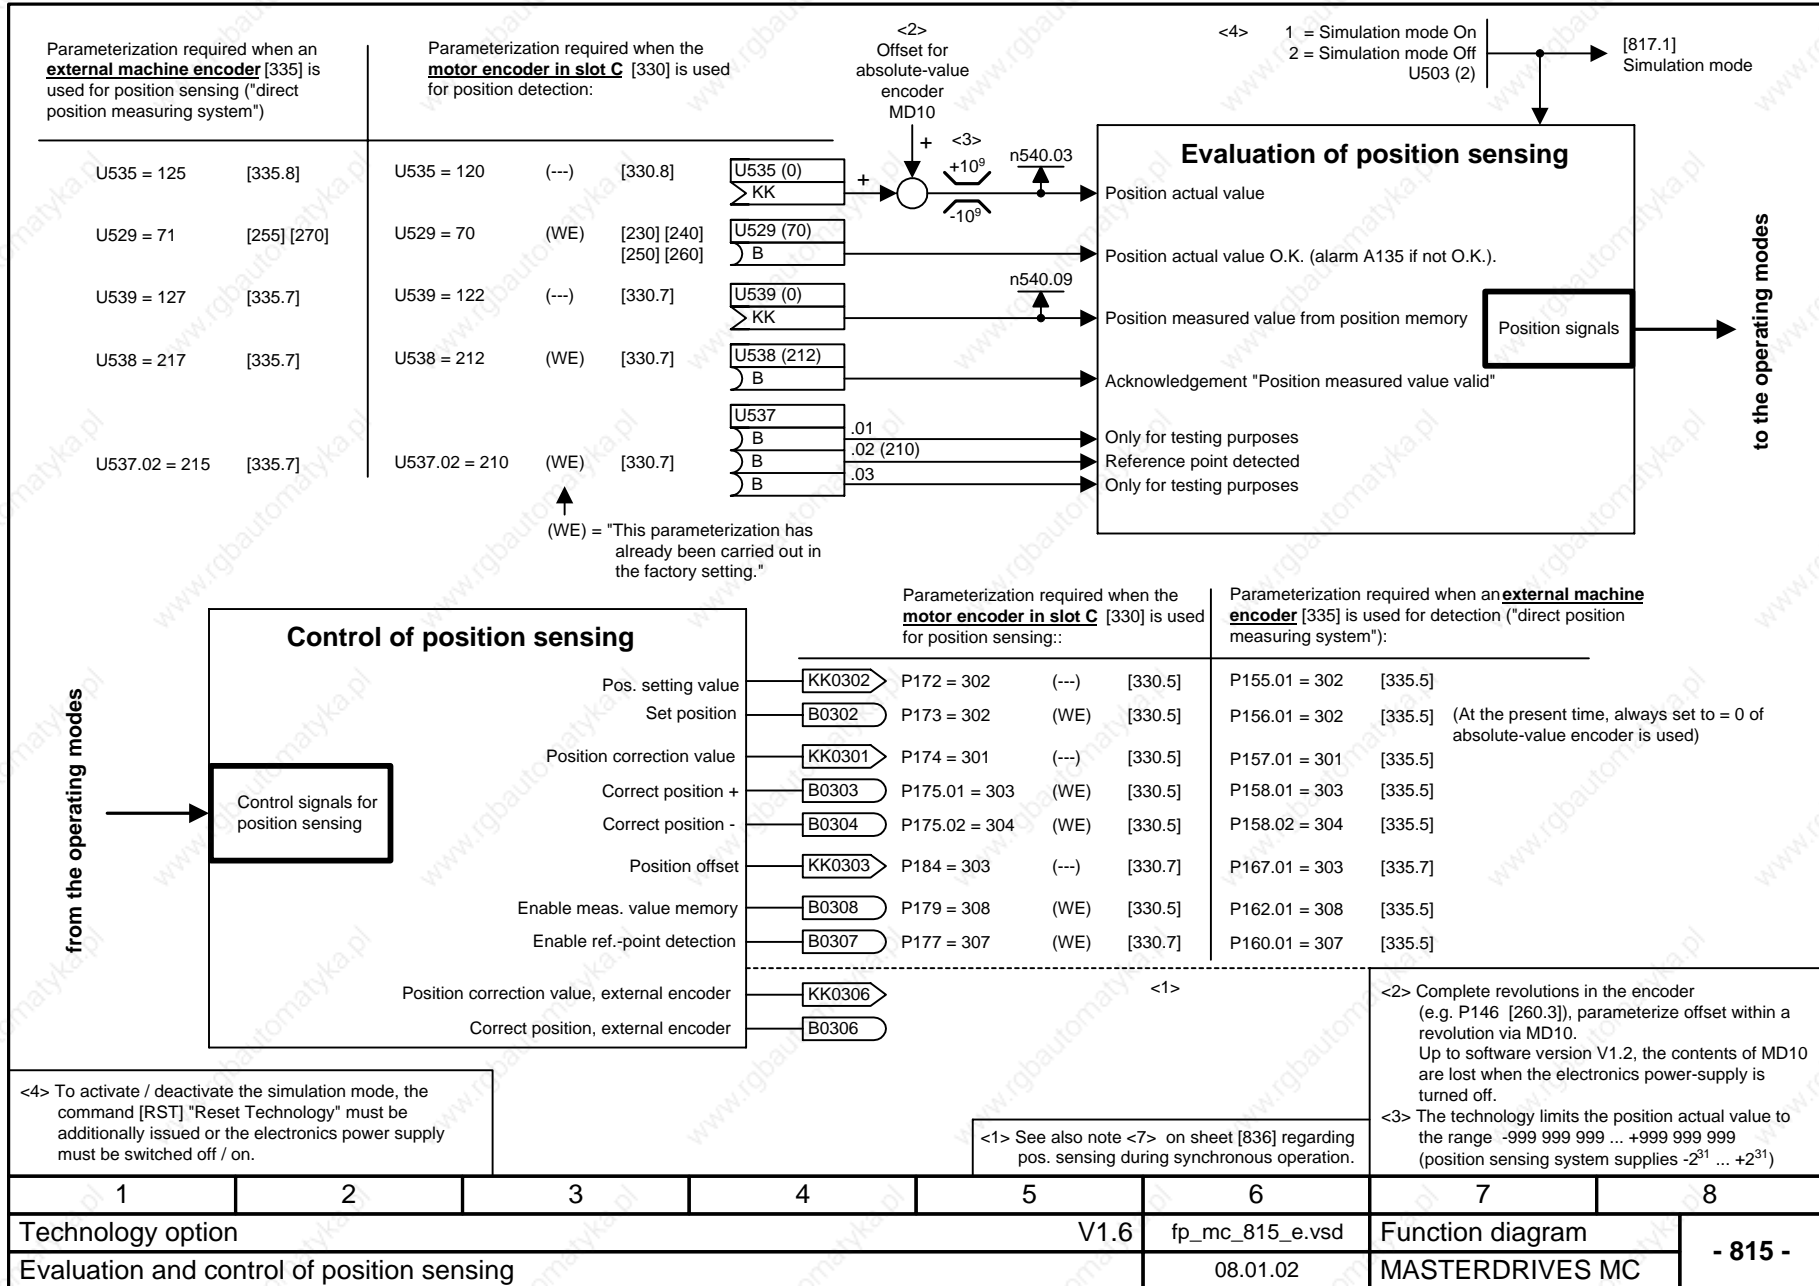 Parameterization required when an
external machine encoder [335] is
used for position sensing ("direct
position measuring system")
Parameterization required when the
motor encoder in slot C [330] is used
for position detection:
<2>
Offset for
absolute-value
encoder
MD10
<4> 1 = Simulation mode On
2 = Simulation mode Off
U503 (2)
[817.1]
Simulation mode
U535 = 125 [335.8] U535 = 120 (---) [330.8] U535 (0)
KK
+
+
<3>
+10⁹
-10⁹
n540.03
Evaluation of position sensing
Position actual value
U529 = 71 [255] [270] U529 = 70 (WE) [230] [240]
[250] [260]
U529 (70)
B
Position actual value O.K. (alarm A135 if not O.K.).
n540.09
U539 = 127 [335.7] U539 = 122 (---) [330.7] U539 (0)
KK
Position measured value from position memory
Position signals
to the operating modes
U538 = 217 [335.7] U538 = 212 (WE) [330.7] U538 (212)
B
Acknowledgement "Position measured value valid"
U537
B .01 Only for testing purposes
U537.02 = 215 [335.7] U537.02 = 210 (WE) [330.7] B .02 (210) Reference point detected
B .03 Only for testing purposes
(WE) = "This parameterization has
already been carried out in
the factory setting."
Parameterization required when the
motor encoder in slot C [330] is used
for position sensing::
Parameterization required when an external machine
encoder [335] is used for detection ("direct position
measuring system"):
Control of position sensing
from the operating modes
Control signals for
position sensing
Pos. setting value KK0302 P172 = 302 (---) [330.5] P155.01 = 302 [335.5]
Set position B0302 P173 = 302 (WE) [330.5] P156.01 = 302 [335.5] (At the present time, always set to = 0 of
absolute-value encoder is used)
Position correction value KK0301 P174 = 301 (---) [330.5] P157.01 = 301 [335.5]
Correct position + B0303 P175.01 = 303 (WE) [330.5] P158.01 = 303 [335.5]
Correct position - B0304 P175.02 = 304 (WE) [330.5] P158.02 = 304 [335.5]
Position offset KK0303 P184 = 303 (---) [330.7] P167.01 = 303 [335.7]
Enable meas. value memory B0308 P179 = 308 (WE) [330.5] P162.01 = 308 [335.5]
Enable ref.-point detection B0307 P177 = 307 (WE) [330.7] P160.01 = 307 [335.5]
Position correction value, external encoder KK0306 <1>
Correct position, external encoder B0306
<2> Complete revolutions in the encoder
(e.g. P146 [260.3]), parameterize offset within a
revolution via MD10.
Up to software version V1.2, the contents of MD10
are lost when the electronics power-supply is
turned off.
<3> The technology limits the position actual value to
the range -999 999 999 ... +999 999 999
(position sensing system supplies -2³¹ ... +2³¹)
<4> To activate / deactivate the simulation mode, the
command [RST] "Reset Technology" must be
additionally issued or the electronics power supply
must be switched off / on.
<1> See also note <7> on sheet [836] regarding
pos. sensing during synchronous operation.
1 2 3 4 5 6 7 8
Technology option V1.6 fp_mc_815_e.vsd Function diagram - 815 -
Evaluation and control of position sensing 08.01.02 MASTERDRIVES MC
www.rgbautomatyka.pl